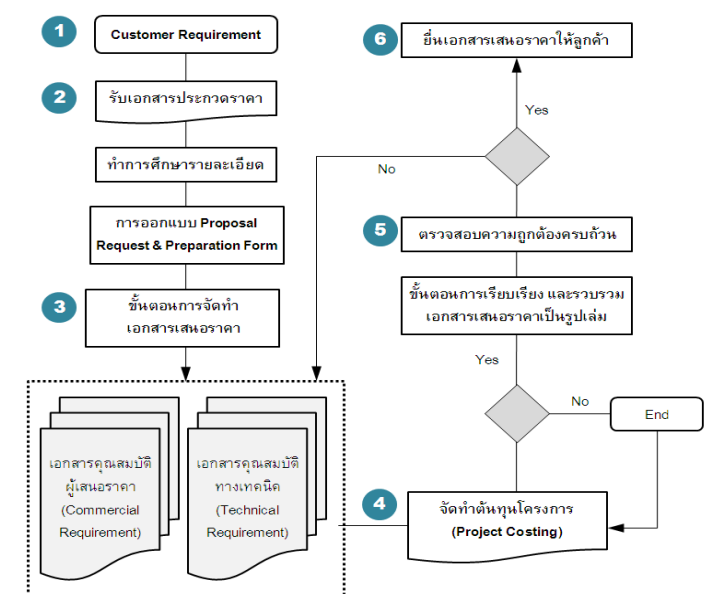 1
Customer Requirement
2
รับเอกสารประกวดราคา
ทำการศึกษารายละเอียด
การออกแบบ Proposal
Request & Preparation Form
3
ขั้นตอนการจัดทำ
เอกสารเสนอราคา
เอกสารคุณสมบัติ
ผู้เสนอราคา
(Commercial
Requirement)
เอกสารคุณสมบัติ
ทางเทคนิค
(Technical
Requirement)
4
จัดทำต้นทุนโครงการ
(Project Costing)
No
End
Yes
ขั้นตอนการเรียบเรียง และรวบรวม
เอกสารเสนอราคาเป็นรูปเล่ม
5
ตรวจสอบความถูกต้องครบถ้วน
No
Yes
6
ยื่นเอกสารเสนอราคาให้ลูกค้า